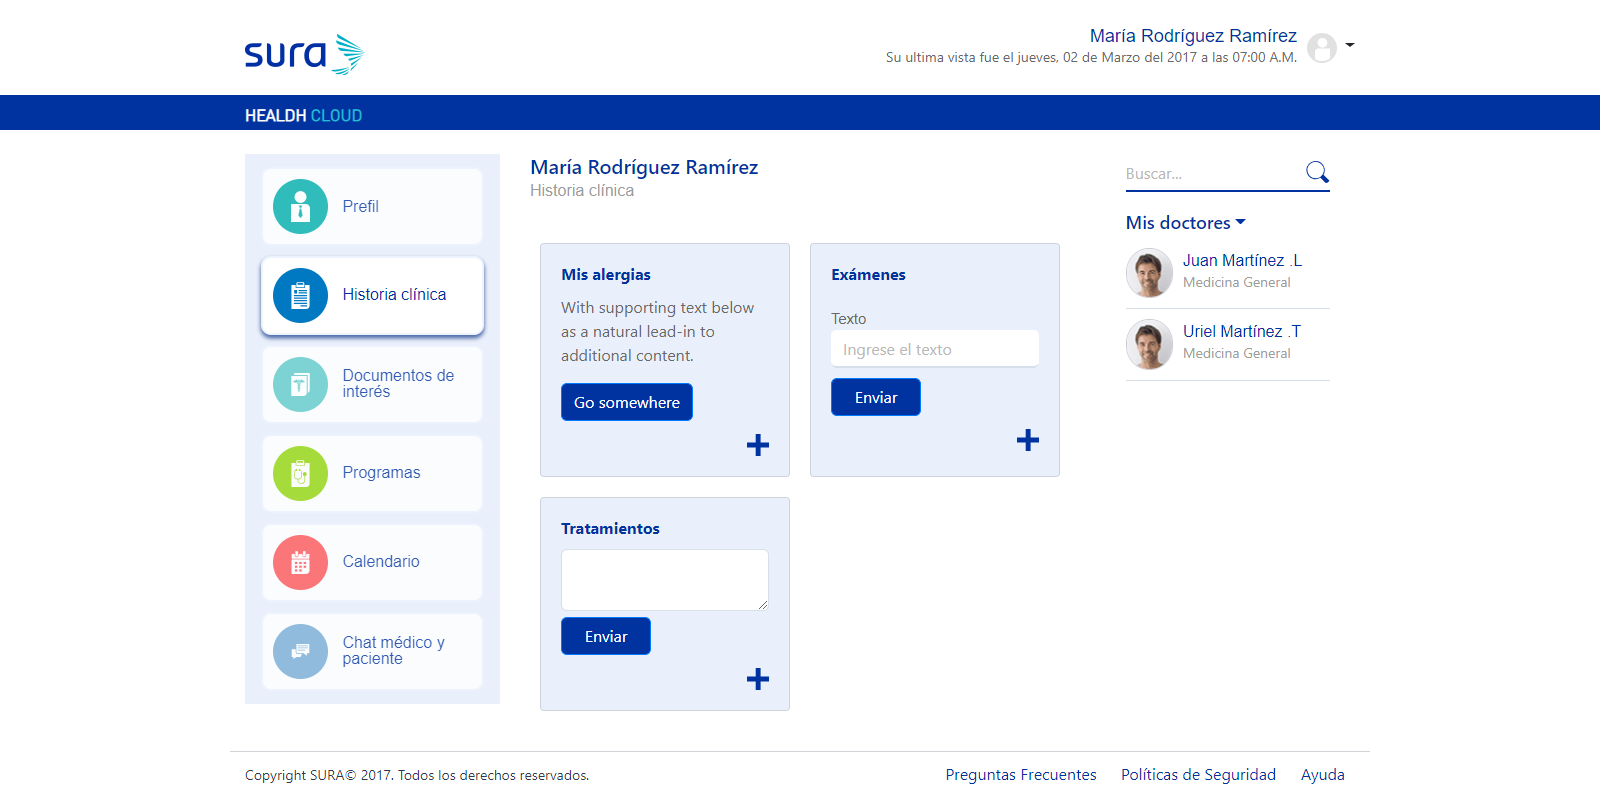 sura
María Rodríguez Ramírez
Su ultima vista fue el jueves, 02 de Marzo del 2017 a las 07:00 A.M.
HEALDH CLOUD
Prefil
Historia clínica
Documentos de
interés
Programas
Calendario
Chat médico y
paciente
María Rodríguez Ramírez
Historia clínica
Mis alergias
With supporting text below
as a natural lead-in to
additional content.
Go somewhere
Exámenes
Texto
Ingrese el texto
Enviar
Tratamientos
Enviar
Buscar...
Mis doctores
Juan Martínez .L
Medicina General
Uriel Martínez .T
Medicina General
Copyright SURA© 2017. Todos los derechos reservados.
Preguntas Frecuentes
Políticas de Seguridad
Ayuda